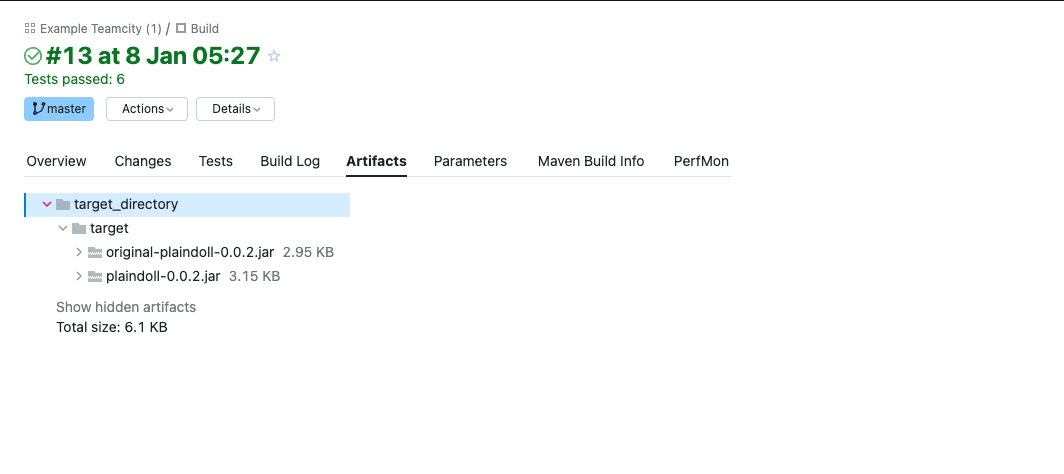 Example Teamcity (1) / Build
#13 at 8 Jan 05:27
Tests passed: 6
master Actions Details
Overview Changes Tests Build Log Artifacts Parameters Maven Build Info PerfMon
target_directory
target
original-plaindoll-0.0.2.jar 2.95 KB
plaindoll-0.0.2.jar 3.15 KB
Show hidden artifacts
Total size: 6.1 KB